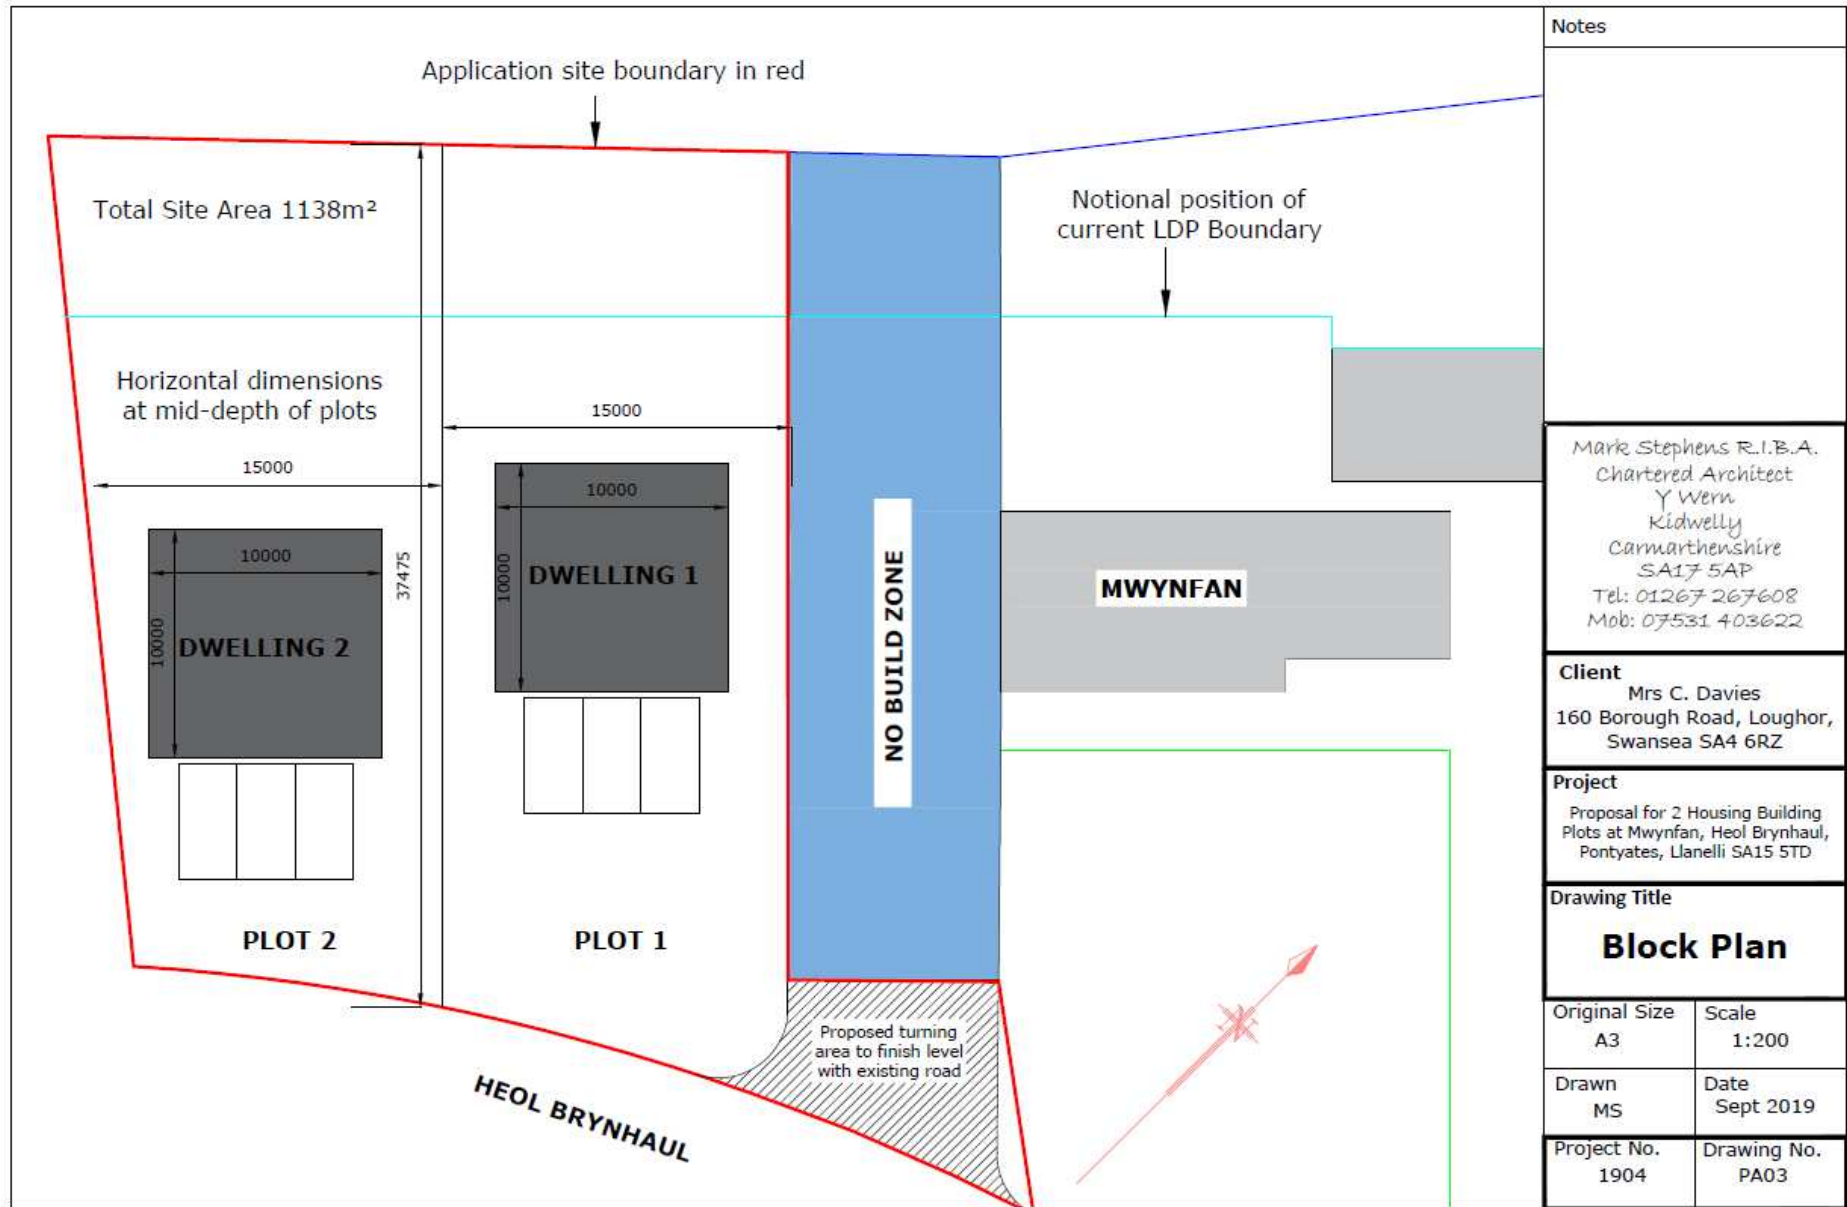 Application site boundary in red
Total Site Area 1138m²
Notional position of
current LDP Boundary
Horizontal dimensions
at mid-depth of plots
15000
15000
10000
10000
DWELLING 1
10000
10000
DWELLING 2
37475
NO BUILD ZONE
MWYNFAN
PLOT 2
PLOT 1
Proposed turning
area to finish level
with existing road
HEOL BRYNHAUL
Notes
Mark Stephens R.I.B.A.
Chartered Architect
Y Wern
Kidwelly
Carmarthenshire
SA17 5AP
Tel: 01267 267608
Mob: 07531 403622
Client
Mrs C. Davies
160 Borough Road, Loughor,
Swansea SA4 6RZ
Project
Proposal for 2 Housing Building
Plots at Mwynfan, Heol Brynhaul,
Pontyates, Llanelli SA15 5TD
Drawing Title
Block Plan
Original Size
A3
Scale
1:200
Drawn
MS
Date
Sept 2019
Project No.
1904
Drawing No.
PA03